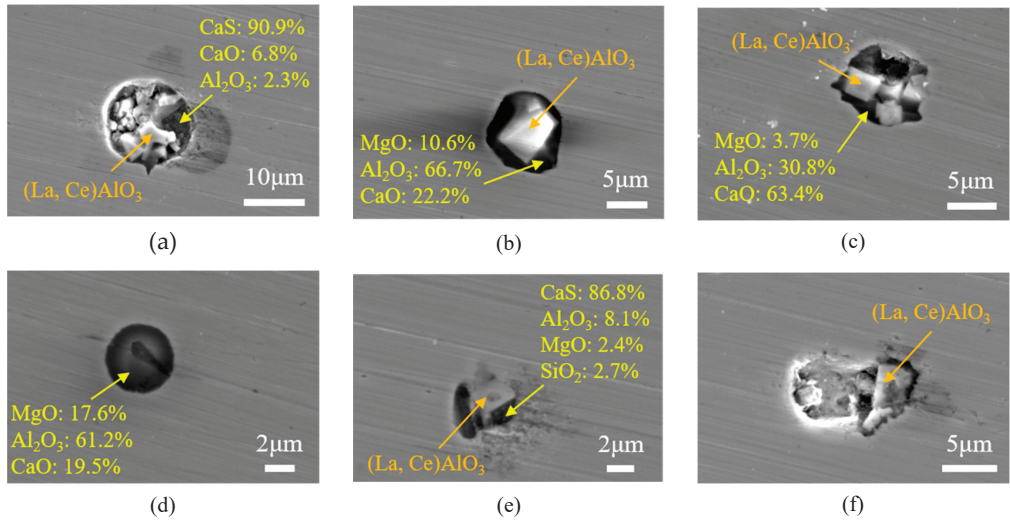 CaS: 90.9%
CaO: 6.8%
Al₂O₃: 2.3%
(La, Ce)AlO₃
10μm
(a)
(La, Ce)AlO₃
MgO: 10.6%
Al₂O₃: 66.7%
CaO: 22.2%
5μm
(b)
(La, Ce)AlO₃
MgO: 3.7%
Al₂O₃: 30.8%
CaO: 63.4%
5μm
(c)
MgO: 17.6%
Al₂O₃: 61.2%
CaO: 19.5%
2μm
(d)
CaS: 86.8%
Al₂O₃: 8.1%
MgO: 2.4%
SiO₂: 2.7%
(La, Ce)AlO₃
2μm
(e)
(La, Ce)AlO₃
5μm
(f)